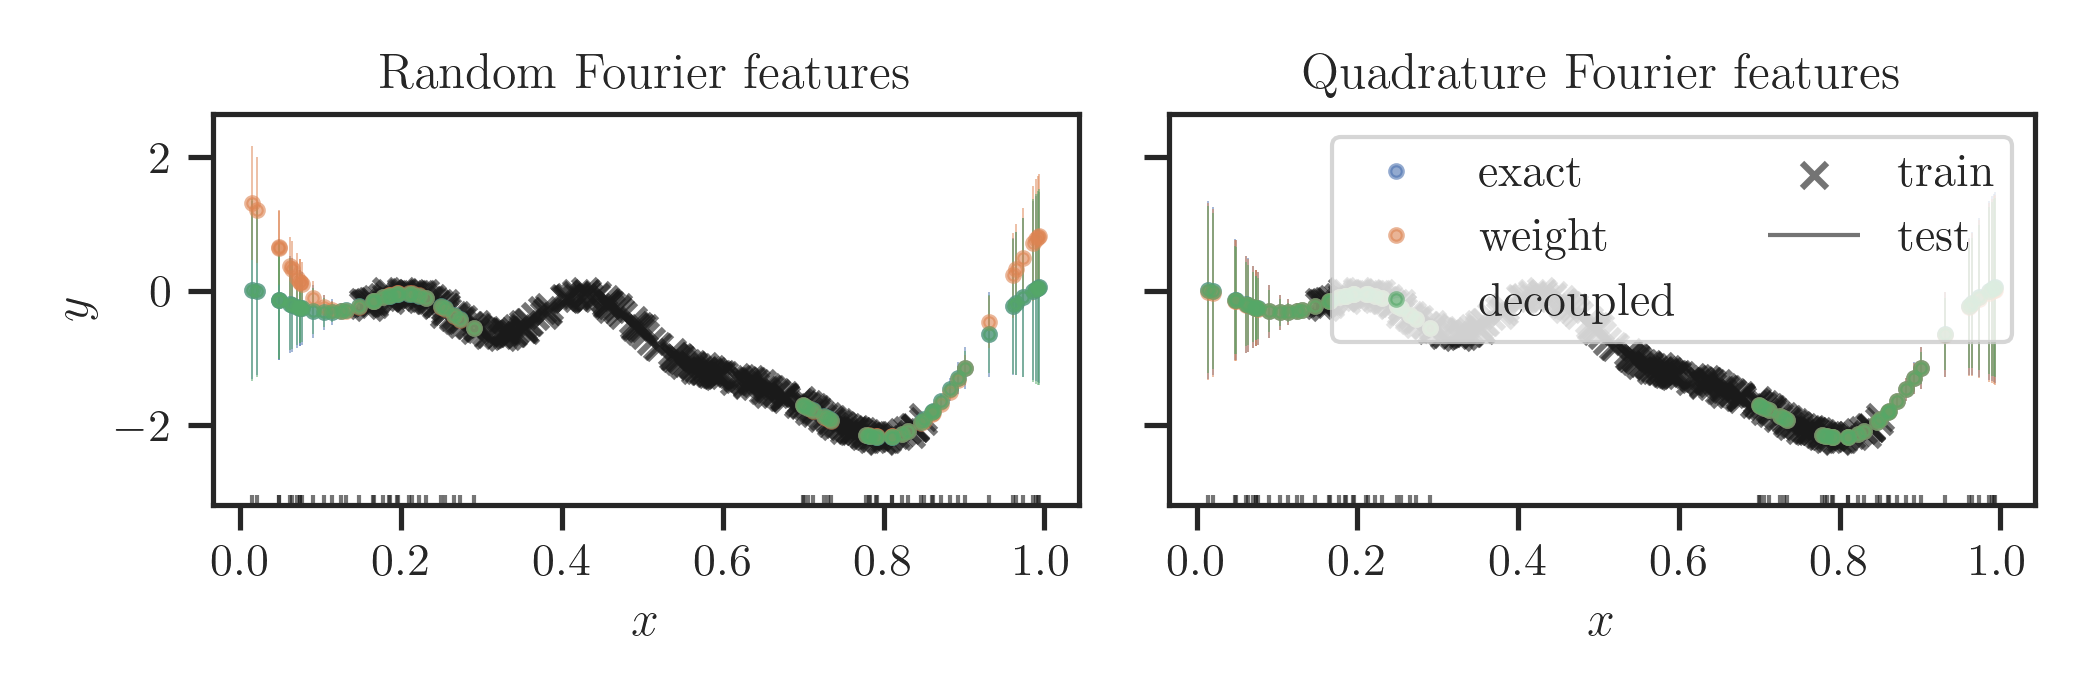 Random Fourier features
Quadrature Fourier features
y
2
0
−2
0.0 0.2 0.4 0.6 0.8 1.0
x
exact
weight
decoupled
train
test
0.0 0.2 0.4 0.6 0.8 1.0
x